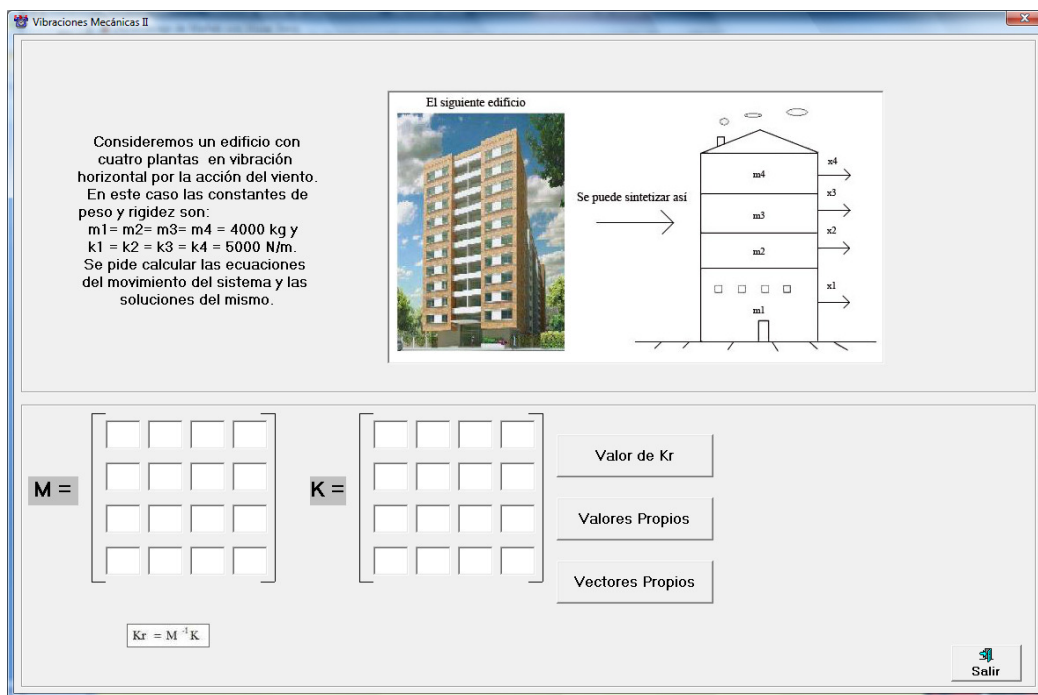 Vibraciones Mecánicas II
Consideremos un edificio con
cuatro plantas en vibración
horizontal por la acción del viento.
En este caso las constantes de
peso y rigidez son:
m1= m2= m3= m4 = 4000 kg y
k1 = k2 = k3 = k4 = 5000 N/m.
Se pide calcular las ecuaciones
del movimiento del sistema y las
soluciones del mismo.
El siguiente edificio
Se puede sintetizar así
m4
x4
m3
x3
m2
x2
m1
x1
M =
K =
Valor de Kr
Valores Propios
Vectores Propios
Kr = M⁻¹K
Salir